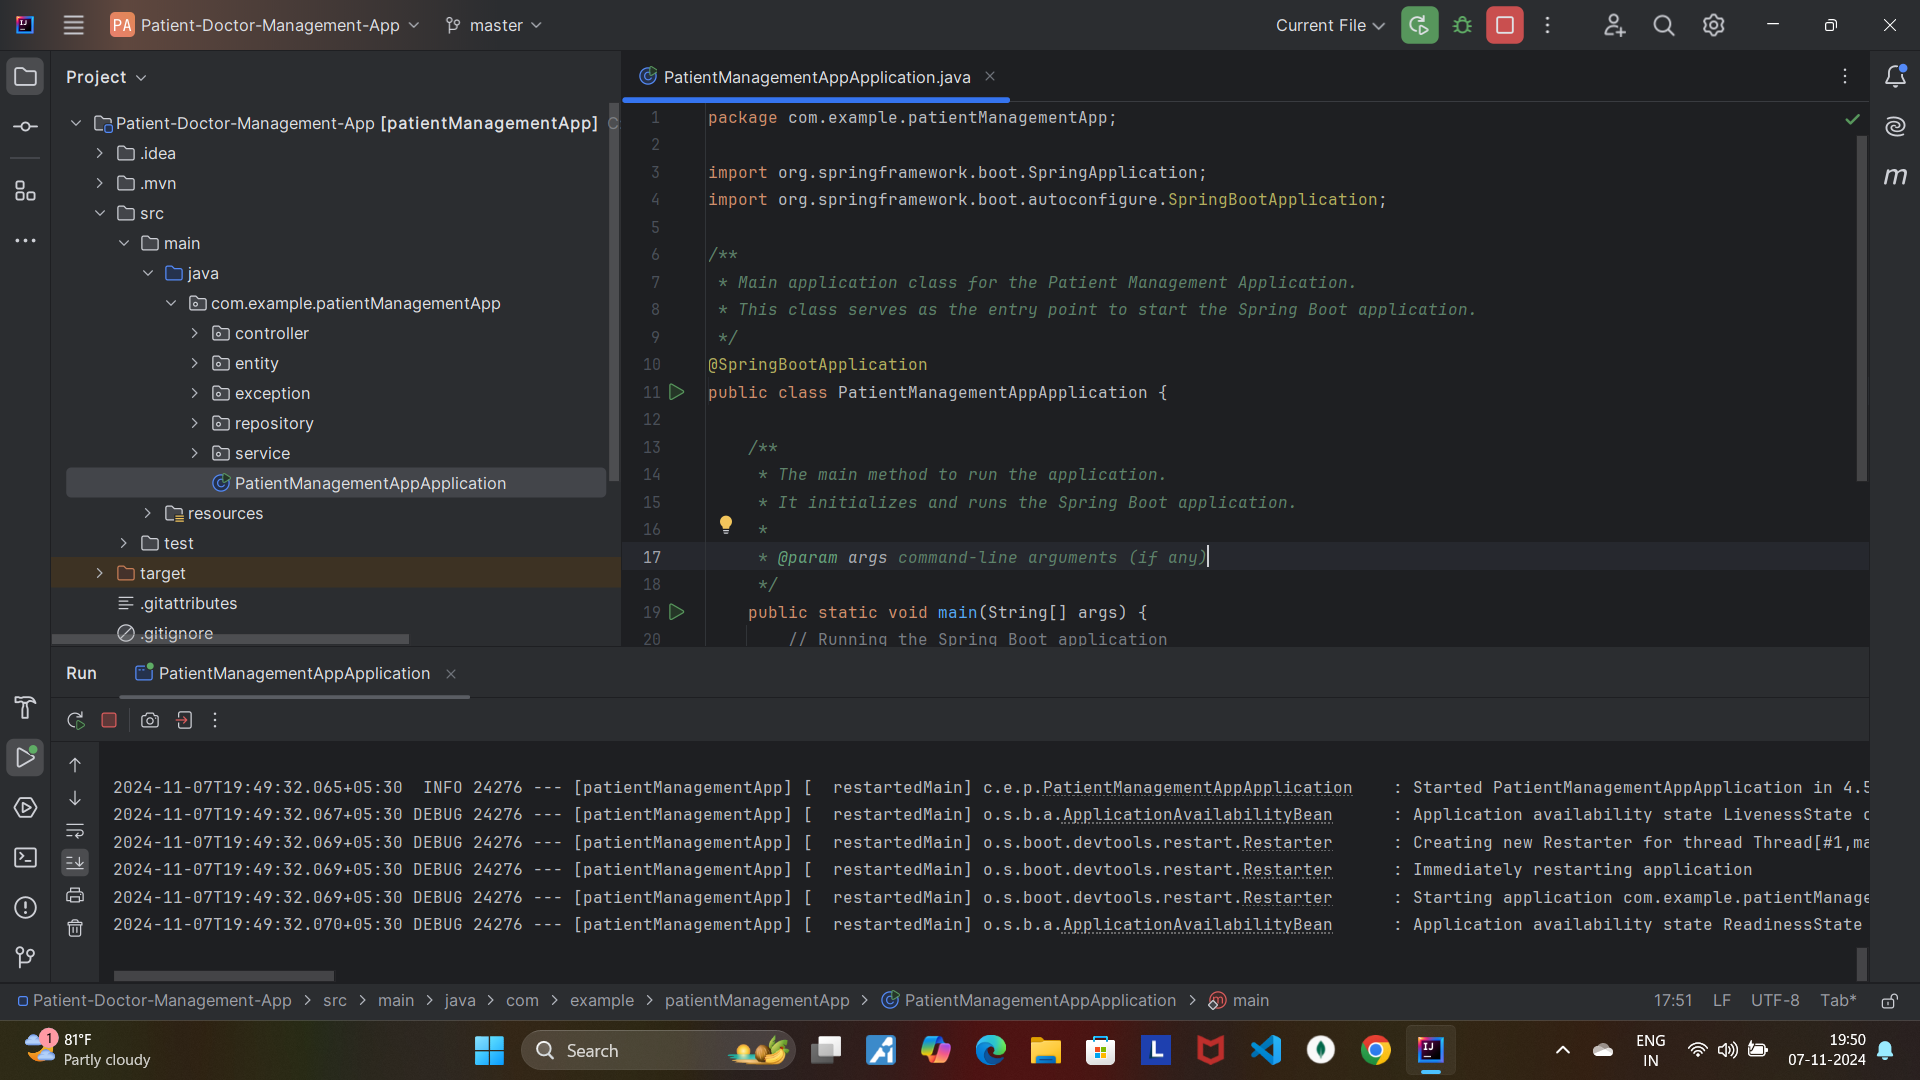 PA Patient-Doctor-Management-App master Current File
Project
PatientManagementAppApplication.java
Patient-Doctor-Management-App [patientManagementApp] C:
.idea
.mvn
src
main
java
com.example.patientManagementApp
controller
entity
exception
repository
service
PatientManagementAppApplication
resources
test
target
.gitattributes
.gitignore
1 package com.example.patientManagementApp;
2
3 import org.springframework.boot.SpringApplication;
4 import org.springframework.boot.autoconfigure.SpringBootApplication;
5
6 /**
7 * Main application class for the Patient Management Application.
8 * This class serves as the entry point to start the Spring Boot application.
9 */
10 @SpringBootApplication
11 public class PatientManagementAppApplication {
12
13 /**
14 * The main method to run the application.
15 * It initializes and runs the Spring Boot application.
16 *
17 * @param args command-line arguments (if any)
18 */
19 public static void main(String[] args) {
20 // Running the Spring Boot application
m
Run PatientManagementAppApplication
2024-11-07T19:49:32.065+05:30  INFO 24276 --- [patientManagementApp] [  restartedMain] c.e.p.PatientManagementAppApplication : Started PatientManagementAppApplication in 4.5
2024-11-07T19:49:32.067+05:30 DEBUG 24276 --- [patientManagementApp] [  restartedMain] o.s.b.a.ApplicationAvailabilityBean : Application availability state LivenessState c
2024-11-07T19:49:32.069+05:30 DEBUG 24276 --- [patientManagementApp] [  restartedMain] o.s.boot.devtools.restart.Restarter : Creating new Restarter for thread Thread[#1,ma
2024-11-07T19:49:32.069+05:30 DEBUG 24276 --- [patientManagementApp] [  restartedMain] o.s.boot.devtools.restart.Restarter : Immediately restarting application
2024-11-07T19:49:32.069+05:30 DEBUG 24276 --- [patientManagementApp] [  restartedMain] o.s.boot.devtools.restart.Restarter : Starting application com.example.patientManage
2024-11-07T19:49:32.070+05:30 DEBUG 24276 --- [patientManagementApp] [  restartedMain] o.s.b.a.ApplicationAvailabilityBean : Application availability state ReadinessState
Patient-Doctor-Management-App > src > main > java > com > example > patientManagementApp > PatientManagementAppApplication > main 17:51 LF UTF-8 Tab*
1 81°F
Partly cloudy
Search
L
IJ
ENG
IN
19:50
07-11-2024